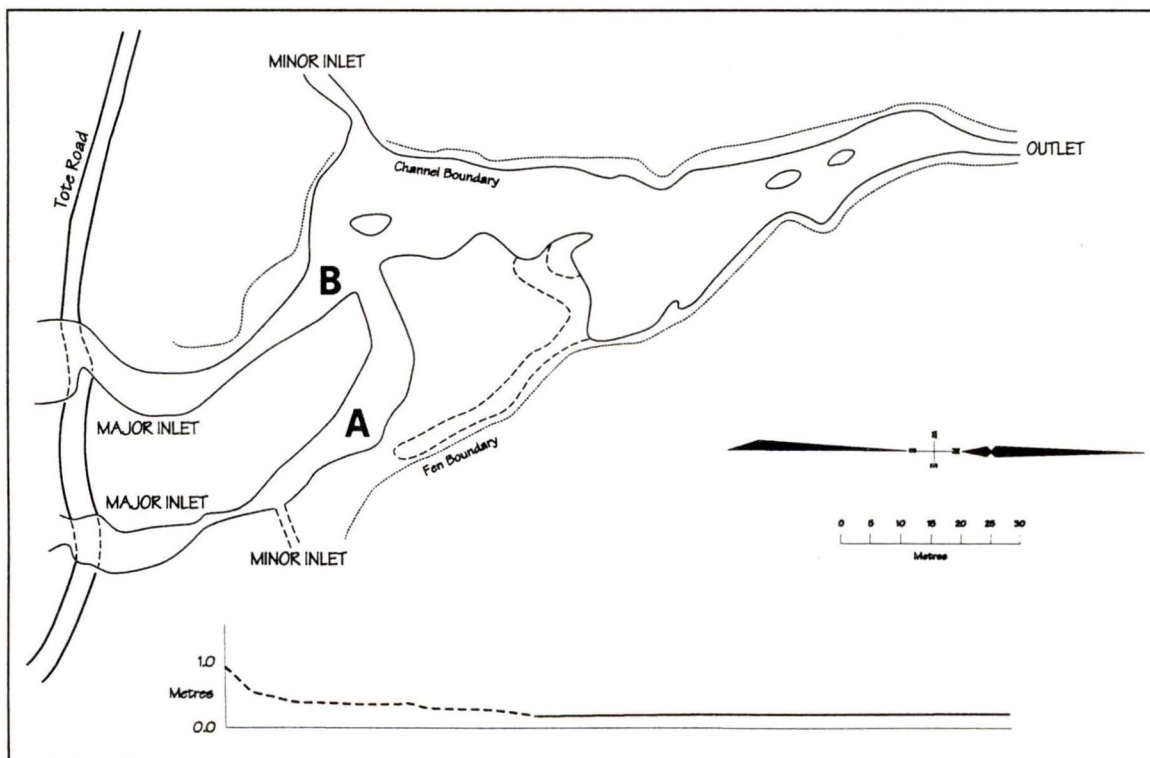 MINOR INLET
Tote Road
Channel Boundary
OUTLET
B
MAJOR INLET
A
Fen Boundary
MAJOR INLET
MINOR INLET
0 5 10 15 20 25 30
Metres
1.0
Metres
0.0